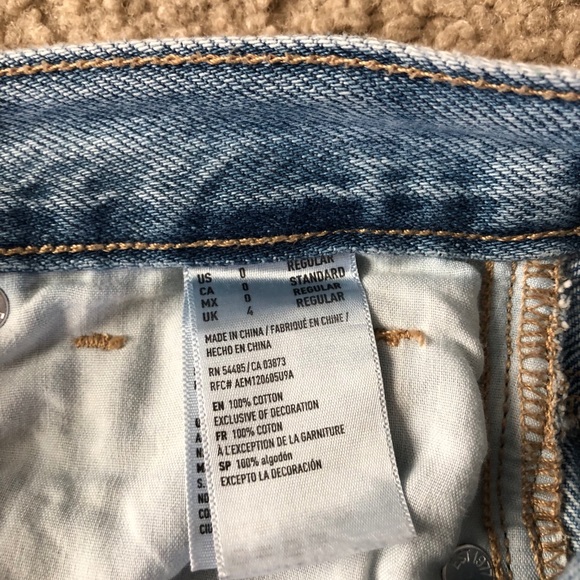 US 0 REGULAR
CA 0 STANDARD
MX 0 REGULAR
UK 4 REGULAR
MADE IN CHINA / FABRIQUÉ EN CHINE /
HECHO EN CHINA
RN 54485/CA 03873
RFC# AEM120605U9A
EN 100% COTTON
EXCLUSIVE OF DECORATION
FR 100% COTON
À L'EXCEPTION DE LA GARNITURE
SP 100% algodón
EXCEPTO LA DECORACIÓN